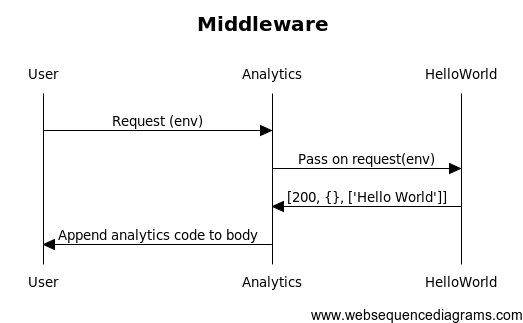 Middleware
User Analytics HelloWorld
Request (env)
Pass on request(env)
[200, {}, ['Hello World']]
Append analytics code to body
User Analytics HelloWorld
www.websequencediagrams.com